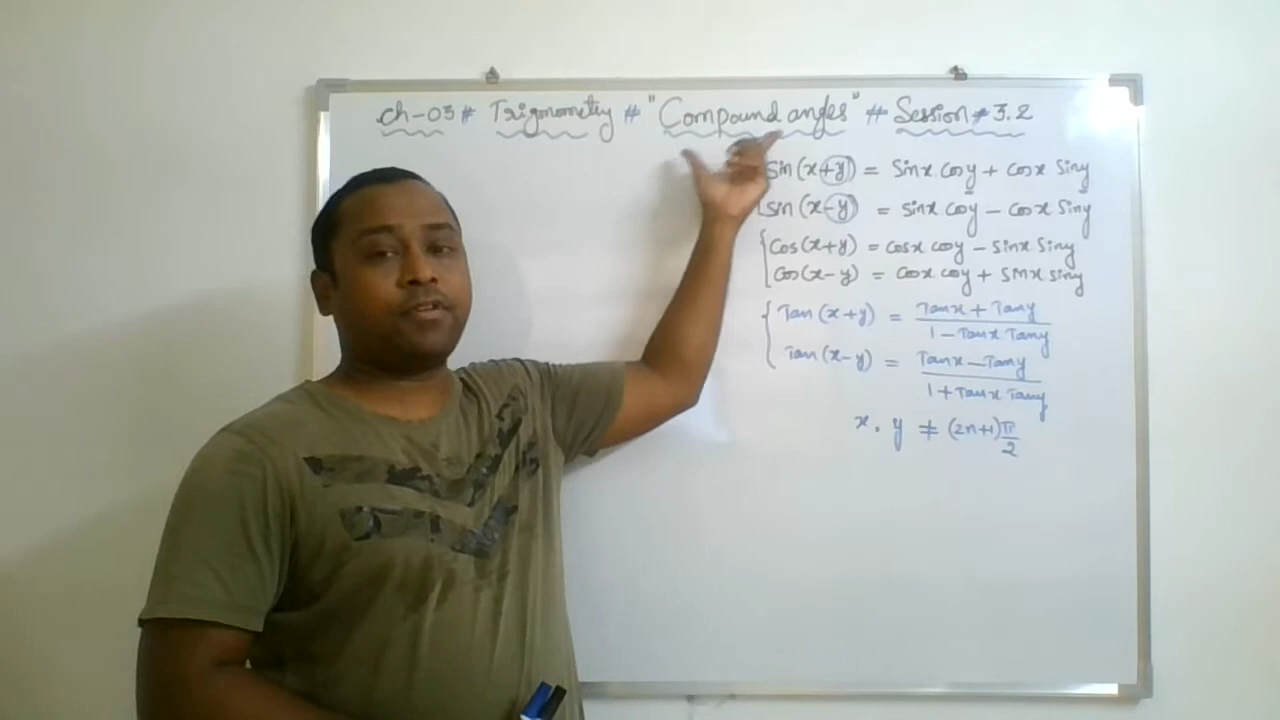 Ch-03 # Trigonometry # "Compound angles" # Session # 3.2
Sin(x+y) = Sinx Cosy + Cosx Siny
Sin(x-y) = Sinx Cosy - Cosx Siny
Cos(x+y) = Cosx Cosy - Sinx Siny
Cos(x-y) = Cosx Cosy + Sinx Siny
Tan(x+y) = Tanx + Tany / 1 - Tanx Tany
Tan(x-y) = Tanx - Tany / 1 + Tanx Tany
x, y ≠ (2n+1)π/2